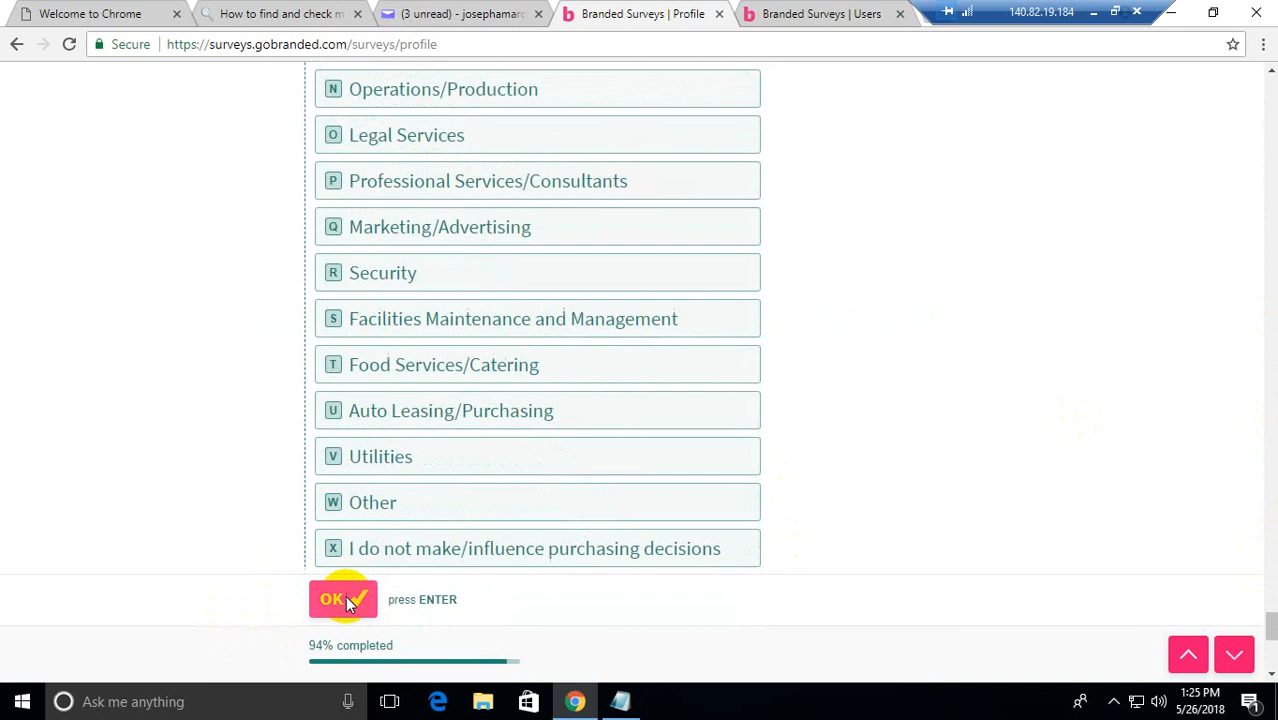 Welcome to Chrome
How to find and check m
(3 unread) - josephamarc
Branded Surveys | Profile
Branded Surveys | Users
140.82.19.184
Secure
https://surveys.gobranded.com/surveys/profile
N Operations/Production
O Legal Services
P Professional Services/Consultants
Q Marketing/Advertising
R Security
S Facilities Maintenance and Management
T Food Services/Catering
U Auto Leasing/Purchasing
V Utilities
W Other
X I do not make/influence purchasing decisions
OK
press ENTER
94% completed
Ask me anything
1:25 PM
5/26/2018
1